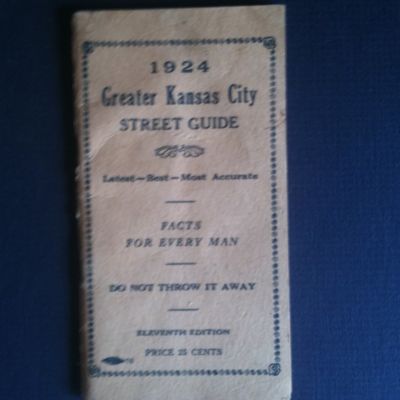 1924
Greater Kansas City
STREET GUIDE
Latest—Best—Most Accurate
FACTS
FOR EVERY MAN
DO NOT THROW IT AWAY
ELEVENTH EDITION
PRICE 25 CENTS